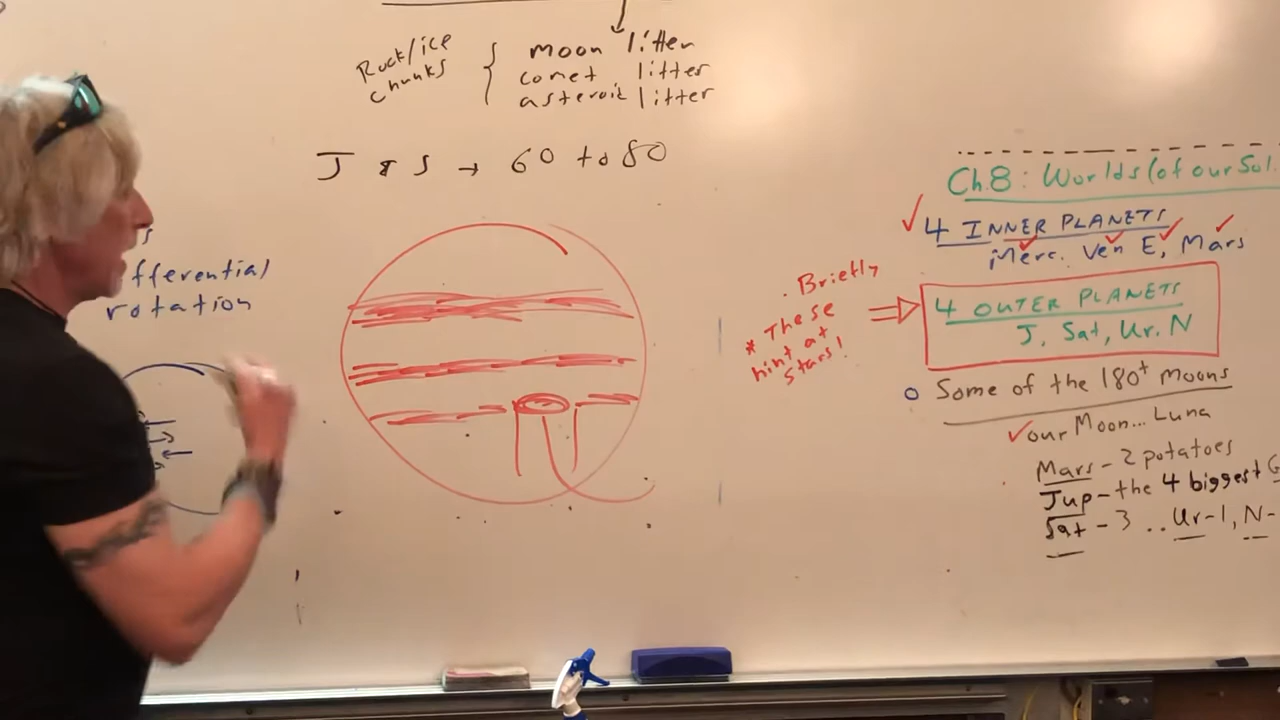 Rock/ice
chunks
moon litter
comet litter
asteroid litter
J & S → 60 to 80
fferential
rotation
Ch.8: Worlds (of our Sol.
✓ 4 INNER PLANETS
Merc. Ven E, Mars
. Briefly
* These
hint at
stars!
4 OUTER PLANETS
J, Sat, Ur. N
Some of the 180+ Moons
✓ our Moon... Luna
Mars - 2 potatoes
Jup - the 4 biggest G
Sat - 3 .. Ur-1, N-